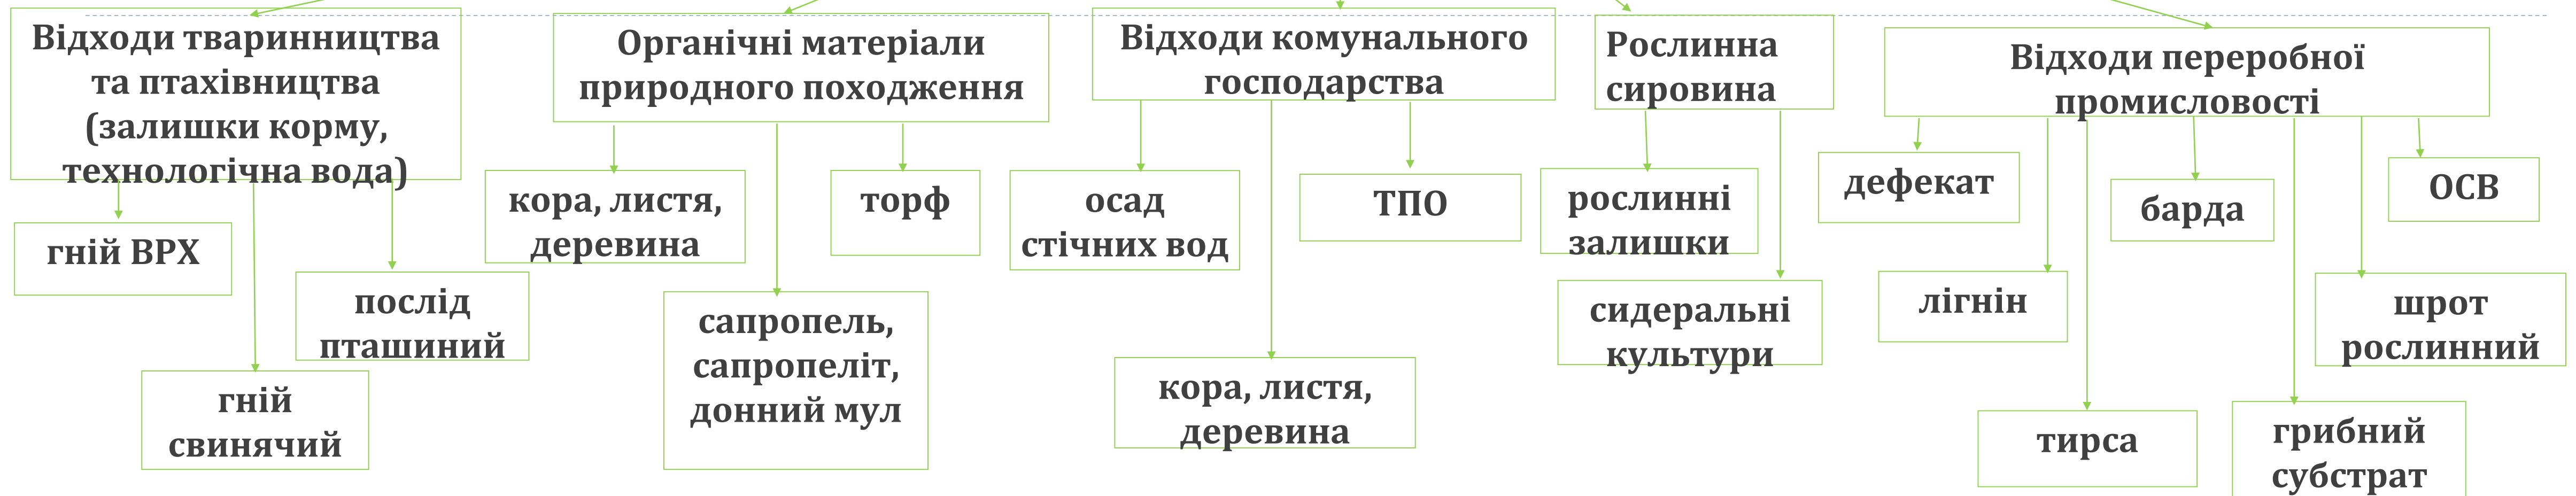 Відходи тваринництва
та птахівництва
(залишки корму,
технологічна вода)
гній ВРХ
гній
свинячий
послід
пташиний
Органічні матеріали
природного походження
кора, листя,
деревина
сапропель,
сапропеліт,
донний мул
торф
Відходи комунального
господарства
осад
стічних вод
кора, листя,
деревина
ТПО
Рослинна
сировина
рослинні
залишки
сидеральні
культури
Відходи переробної
промисловості
дефекат
лігнін
тирса
барда
грибний
субстрат
шрот
рослинний
ОСВ